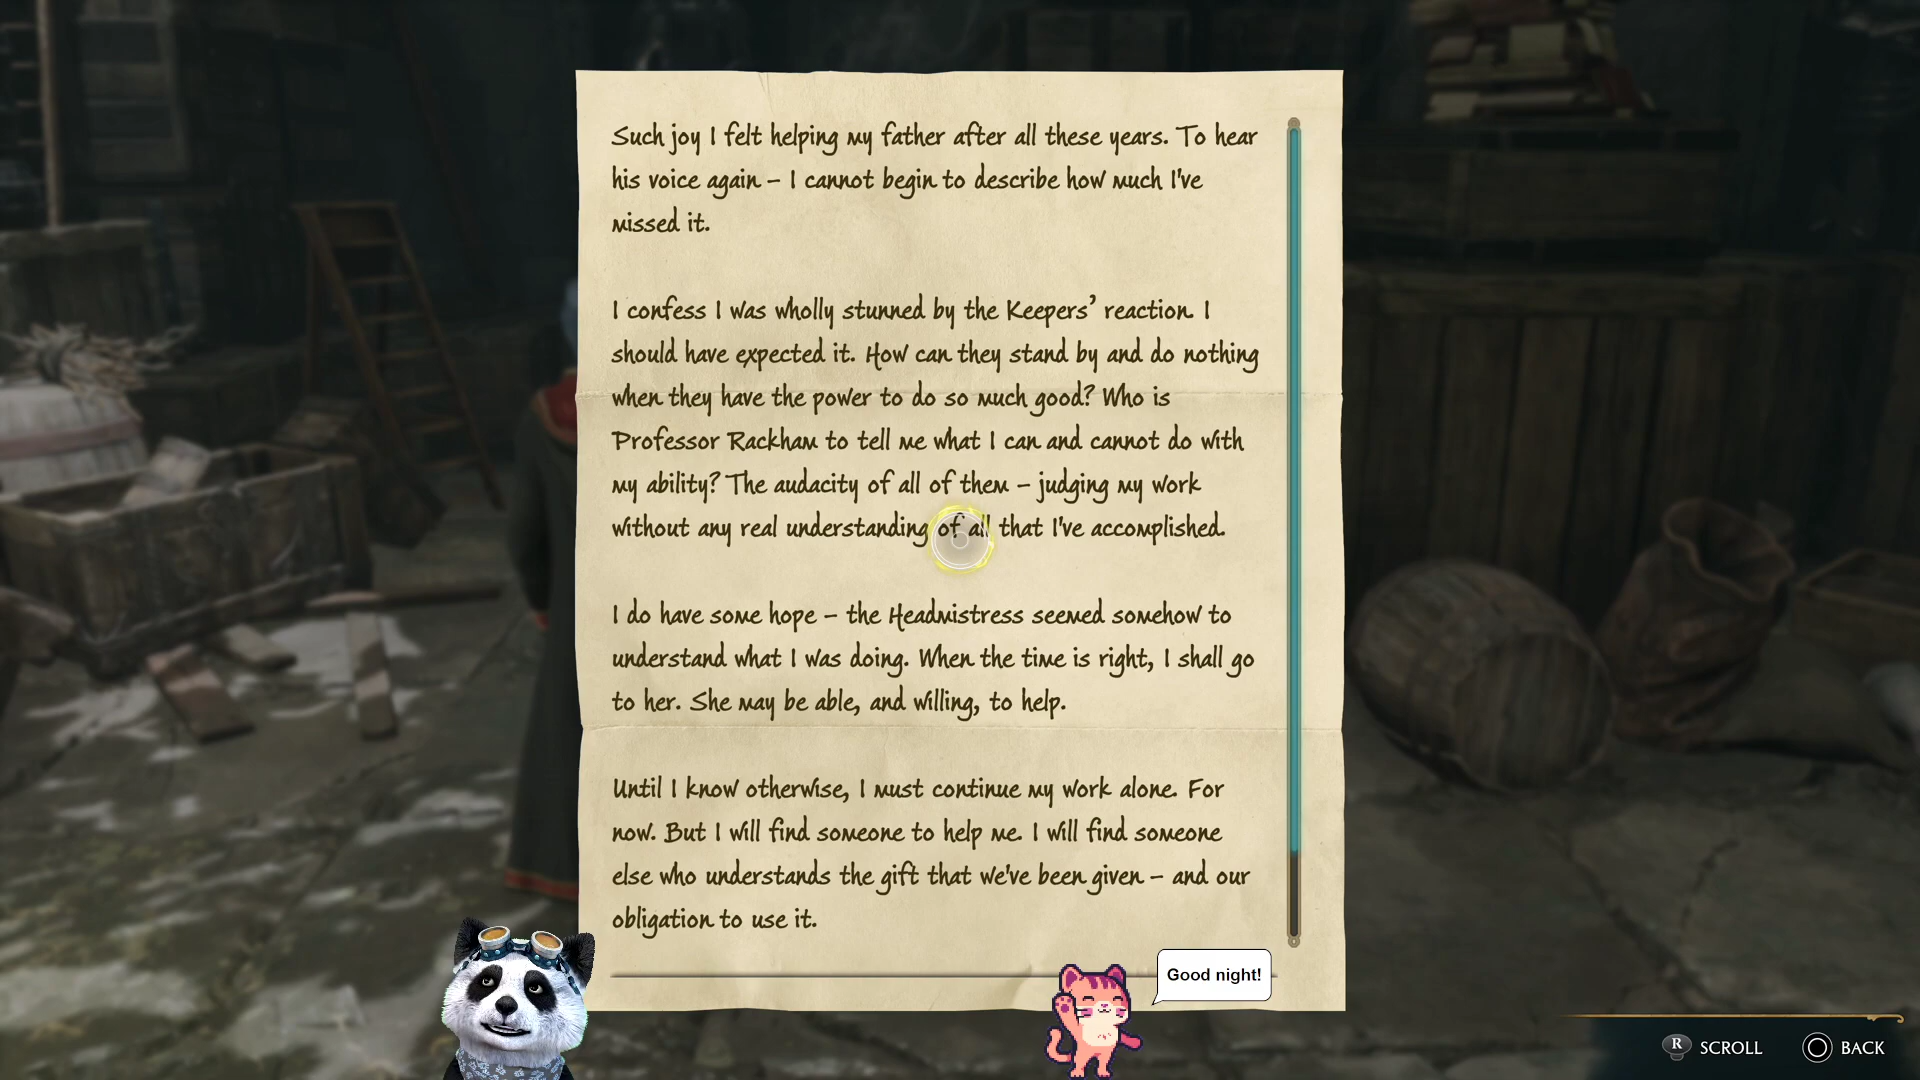 Such joy I felt helping my father after all these years. To hear
his voice again – I cannot begin to describe how much I've
missed it.
I confess I was wholly stunned by the Keepers’ reaction. I
should have expected it. How can they stand by and do nothing
when they have the power to do so much good? Who is
Professor Rackham to tell me what I can and cannot do with
my ability? The audacity of all of them – judging my work
without any real understanding of all that I've accomplished.
I do have some hope – the Headmistress seemed somehow to
understand what I was doing. When the time is right, I shall go
to her. She may be able, and willing, to help.
Until I know otherwise, I must continue my work alone. For
now. But I will find someone to help me. I will find someone
else who understands the gift that we've been given – and our
obligation to use it.
Good night!
R SCROLL
BACK